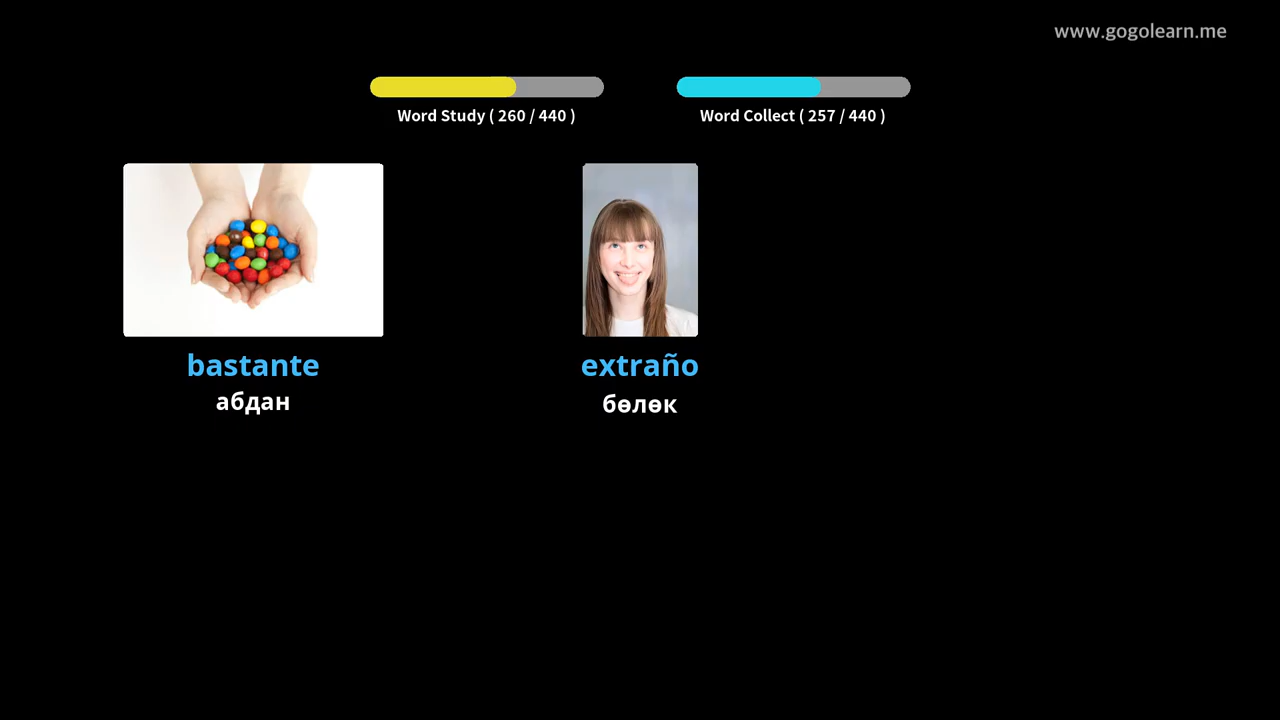 www.gogolearn.me
Word Study ( 260 / 440 )
Word Collect ( 257 / 440 )
bastante
абдан
extraño
бөлөк